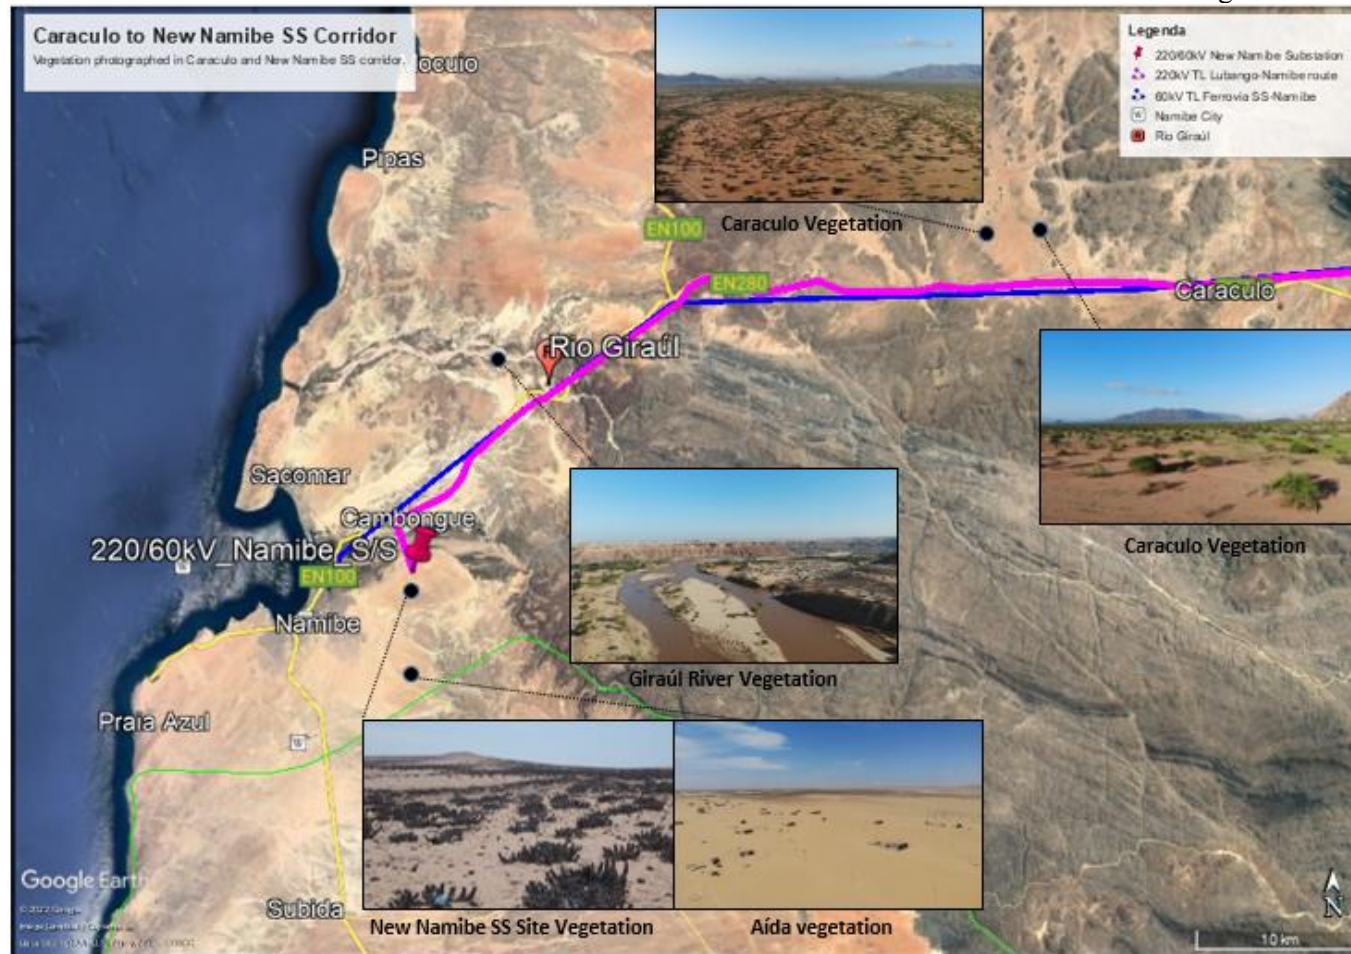 Caraculo to New Namibe SS Corridor
Vegetation photographed in Caraculo and New Namibe SS corridor.
Legenda
220/60kV New Namibe Substation
220kV TL Lubango-Namibe route
60kV TL Ferrovia SS-Namibe
Namibe City
Rio Giraúl
ocuio
Pipas
EN100
Caraculo Vegetation
EN280
Caraculo
Rio Giraúl
Sacomar
Cambongue
220/60kV_Namibe_S/S
EN100
Namibe
Caraculo Vegetation
Giraúl River Vegetation
Praia Azul
Subida
New Namibe SS Site Vegetation
Aída vegetation
Google Earth
N
10 km